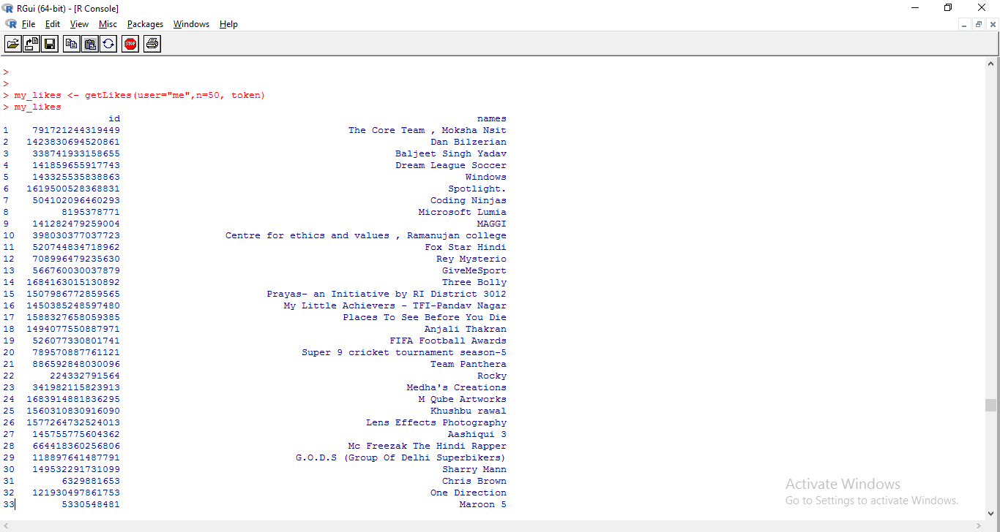 RGui (64-bit) - [R Console]
File Edit View Misc Packages Windows Help
STOP
>
>
> my_likes <- getLikes(user="me",n=50, token)
> my_likes
id names
1 791721244319449 The Core Team , Moksha Nsit
2 1423830694520861 Dan Bilzerian
3 338741933158655 Baljeet Singh Yadav
4 141859655917743 Dream League Soccer
5 143325535838863 Windows
6 1619500528368831 Spotlight.
7 504102096460293 Coding Ninjas
8 8195378771 Microsoft Lumia
9 141282479259004 MAGGI
10 398030377037723 Centre for ethics and values , Ramanujan college
11 520744834718962 Fox Star Hindi
12 708996479235630 Rey Mysterio
13 566760030037879 GiveMeSport
14 1684163015130892 Three Bolly
15 1507986772859565 Prayas- an Initiative by RI District 3012
16 1450385248597480 My Little Achievers - TFI-Pandav Nagar
17 1588327658059385 Places To See Before You Die
18 1494077550887971 Anjali Thakran
19 526077330801741 FIFA Football Awards
20 789570887761121 Super 9 cricket tournament season-5
21 886592848030096 Team Panthera
22 224332791564 Rocky
23 341982115823913 Medha's Creations
24 1683914881836295 M Qube Artworks
25 1560310830916090 Khushbu rawal
26 1577264732524013 Lens Effects Photography
27 145755775604362 Aashiqui 3
28 664418360256806 Mc Freezak The Hindi Rapper
29 118897641487791 G.O.D.S (Group Of Delhi Superbikers)
30 149532291731099 Sharry Mann
31 6329881653 Chris Brown
32 121930497861753 One Direction
33 5330548481 Maroon 5
Activate Windows
Go to Settings to activate Windows.